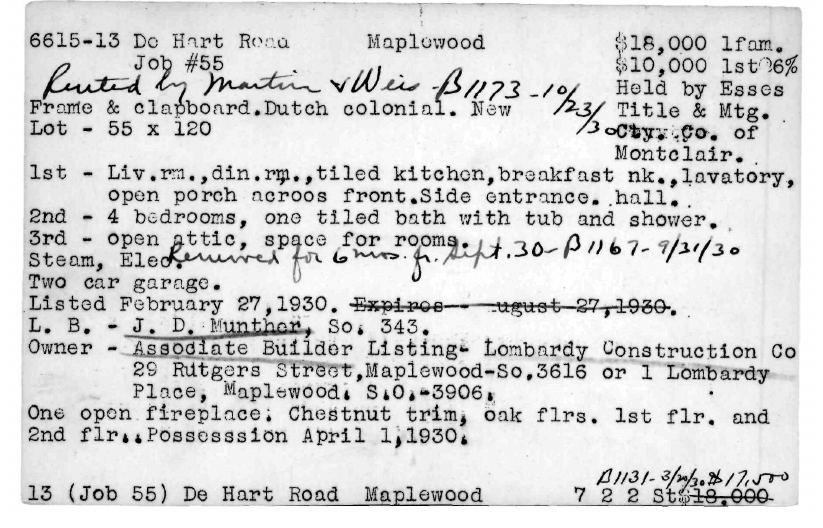 6615-13 De Hart Road Maplewood $18,000 1fam.
Job #55 $10,000 1st 6%
Rented by Martin & Weis - B1173 - 10/23/30 Held by Esses
Frame & clapboard.Dutch colonial. New Title & Mtg.
Lot - 55 x 120 Cty. Co. of
Montclair.
1st - Liv.rm.,din.rm.,tiled kitchen,breakfast nk.,lavatory,
open porch acroos front.Side entrance. hall.
2nd - 4 bedrooms, one tiled bath with tub and shower.
3rd - open attic, space for rooms.
Steam, Elec. Renewed for 6 mos. fr. Sept. 30 - B1167 - 9/31/30
Two car garage.
Listed February 27,1930. Expires - ugust 27,1930.
L. B. - J. D. Munther, So. 343.
Owner - Associate Builder Listing- Lombardy Construction Co
29 Rutgers Street,Maplewood-So.3616 or 1 Lombardy
Place, Maplewood. S.O.-3906.
One open fireplace. Chestnut trim, oak flrs. 1st flr. and
2nd flr..Possesssion April 1,1930.
B1131-3/20/30 $17,500
13 (Job 55) De Hart Road Maplewood 7 2 2 St $18,000